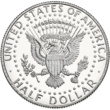 UNITED STATES OF AMERICA
HALF DOLLAR